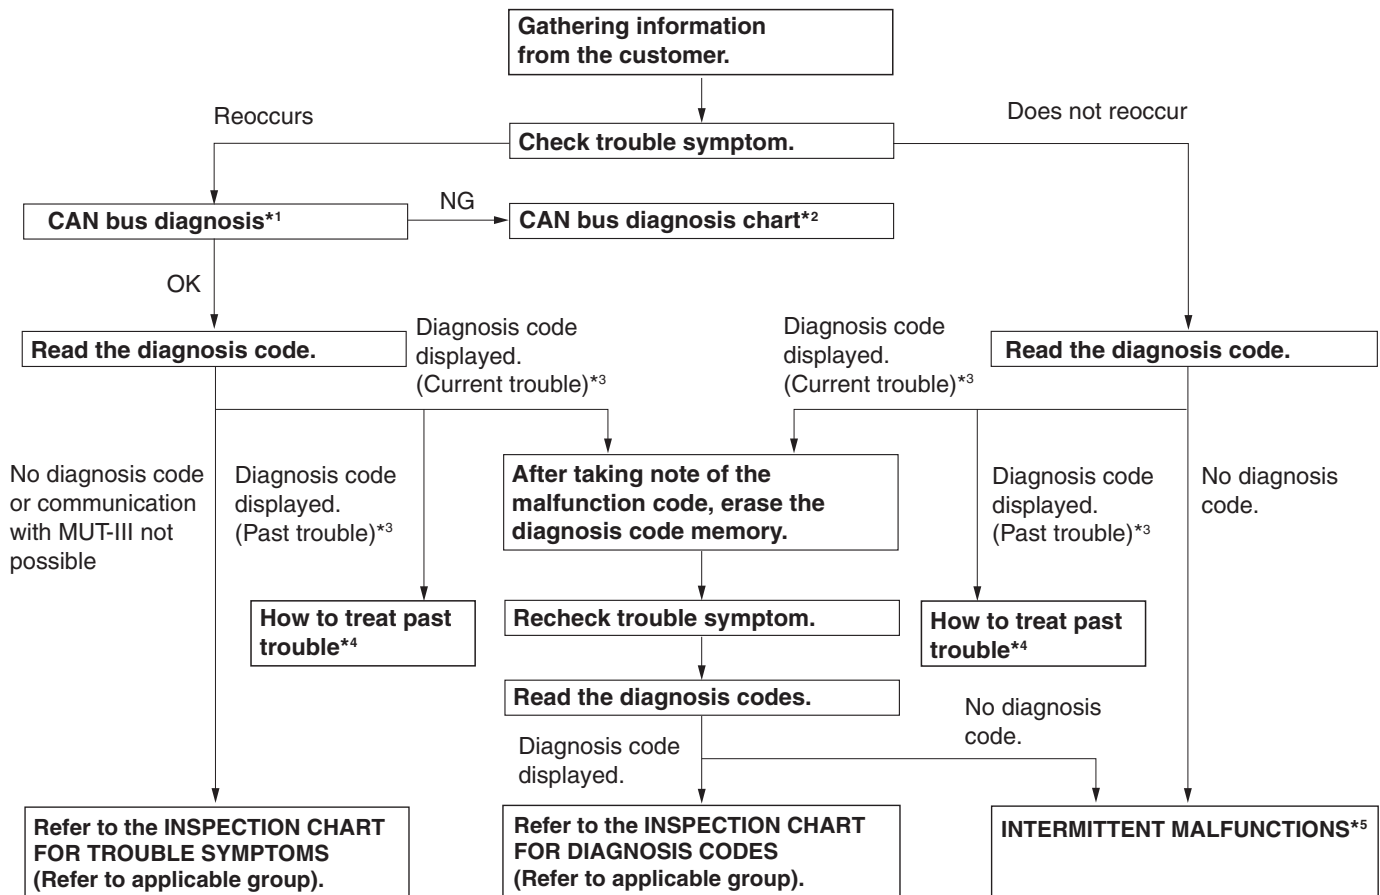 Gathering information
from the customer.
Reoccurs
Does not reoccur
Check trouble symptom.
CAN bus diagnosis*1
NG
CAN bus diagnosis chart*2
OK
Diagnosis code
displayed.
(Current trouble)*3
Diagnosis code
displayed.
(Current trouble)*3
Read the diagnosis code.
Read the diagnosis code.
No diagnosis code
or communication
with MUT-III not
possible
Diagnosis code
displayed.
(Past trouble)*3
After taking note of the
malfunction code, erase the
diagnosis code memory.
Diagnosis code
displayed.
(Past trouble)*3
No diagnosis
code.
How to treat past
trouble*4
Recheck trouble symptom.
How to treat past
trouble*4
Read the diagnosis codes.
No diagnosis
code.
Diagnosis code
displayed.
Refer to the INSPECTION CHART
FOR TROUBLE SYMPTOMS
(Refer to applicable group).
Refer to the INSPECTION CHART
FOR DIAGNOSIS CODES
(Refer to applicable group).
INTERMITTENT MALFUNCTIONS*5